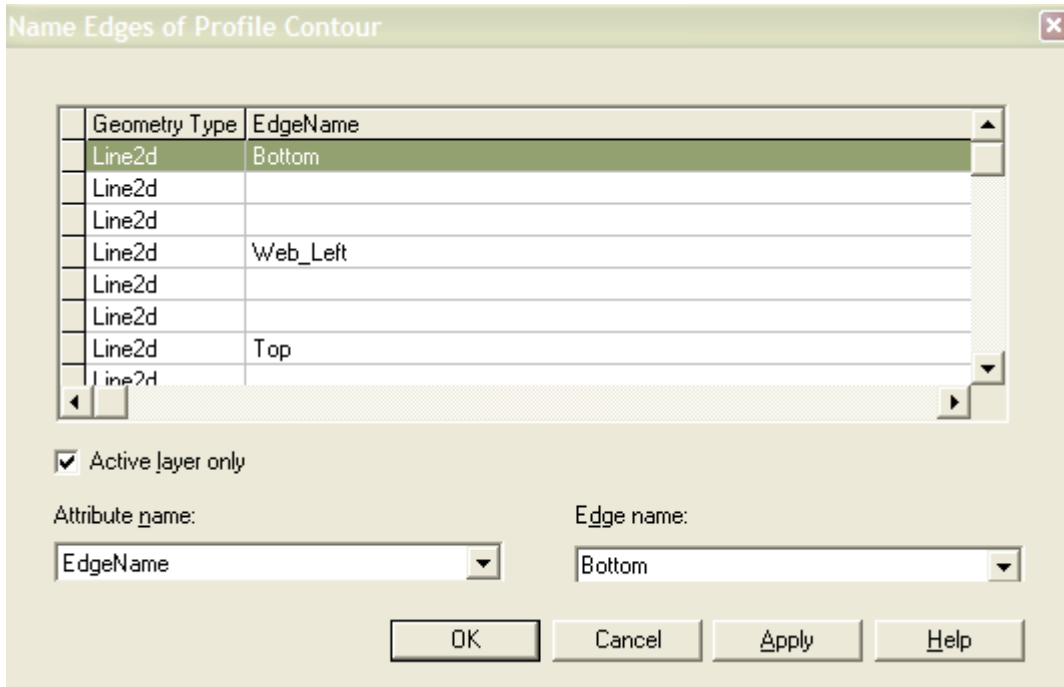 Name Edges of Profile Contour
Geometry Type EdgeName
Line2d Bottom
Line2d
Line2d
Line2d Web_Left
Line2d
Line2d
Line2d Top
Line2d
Active layer only
Attribute name: Edge name:
EdgeName Bottom
OK Cancel Apply Help